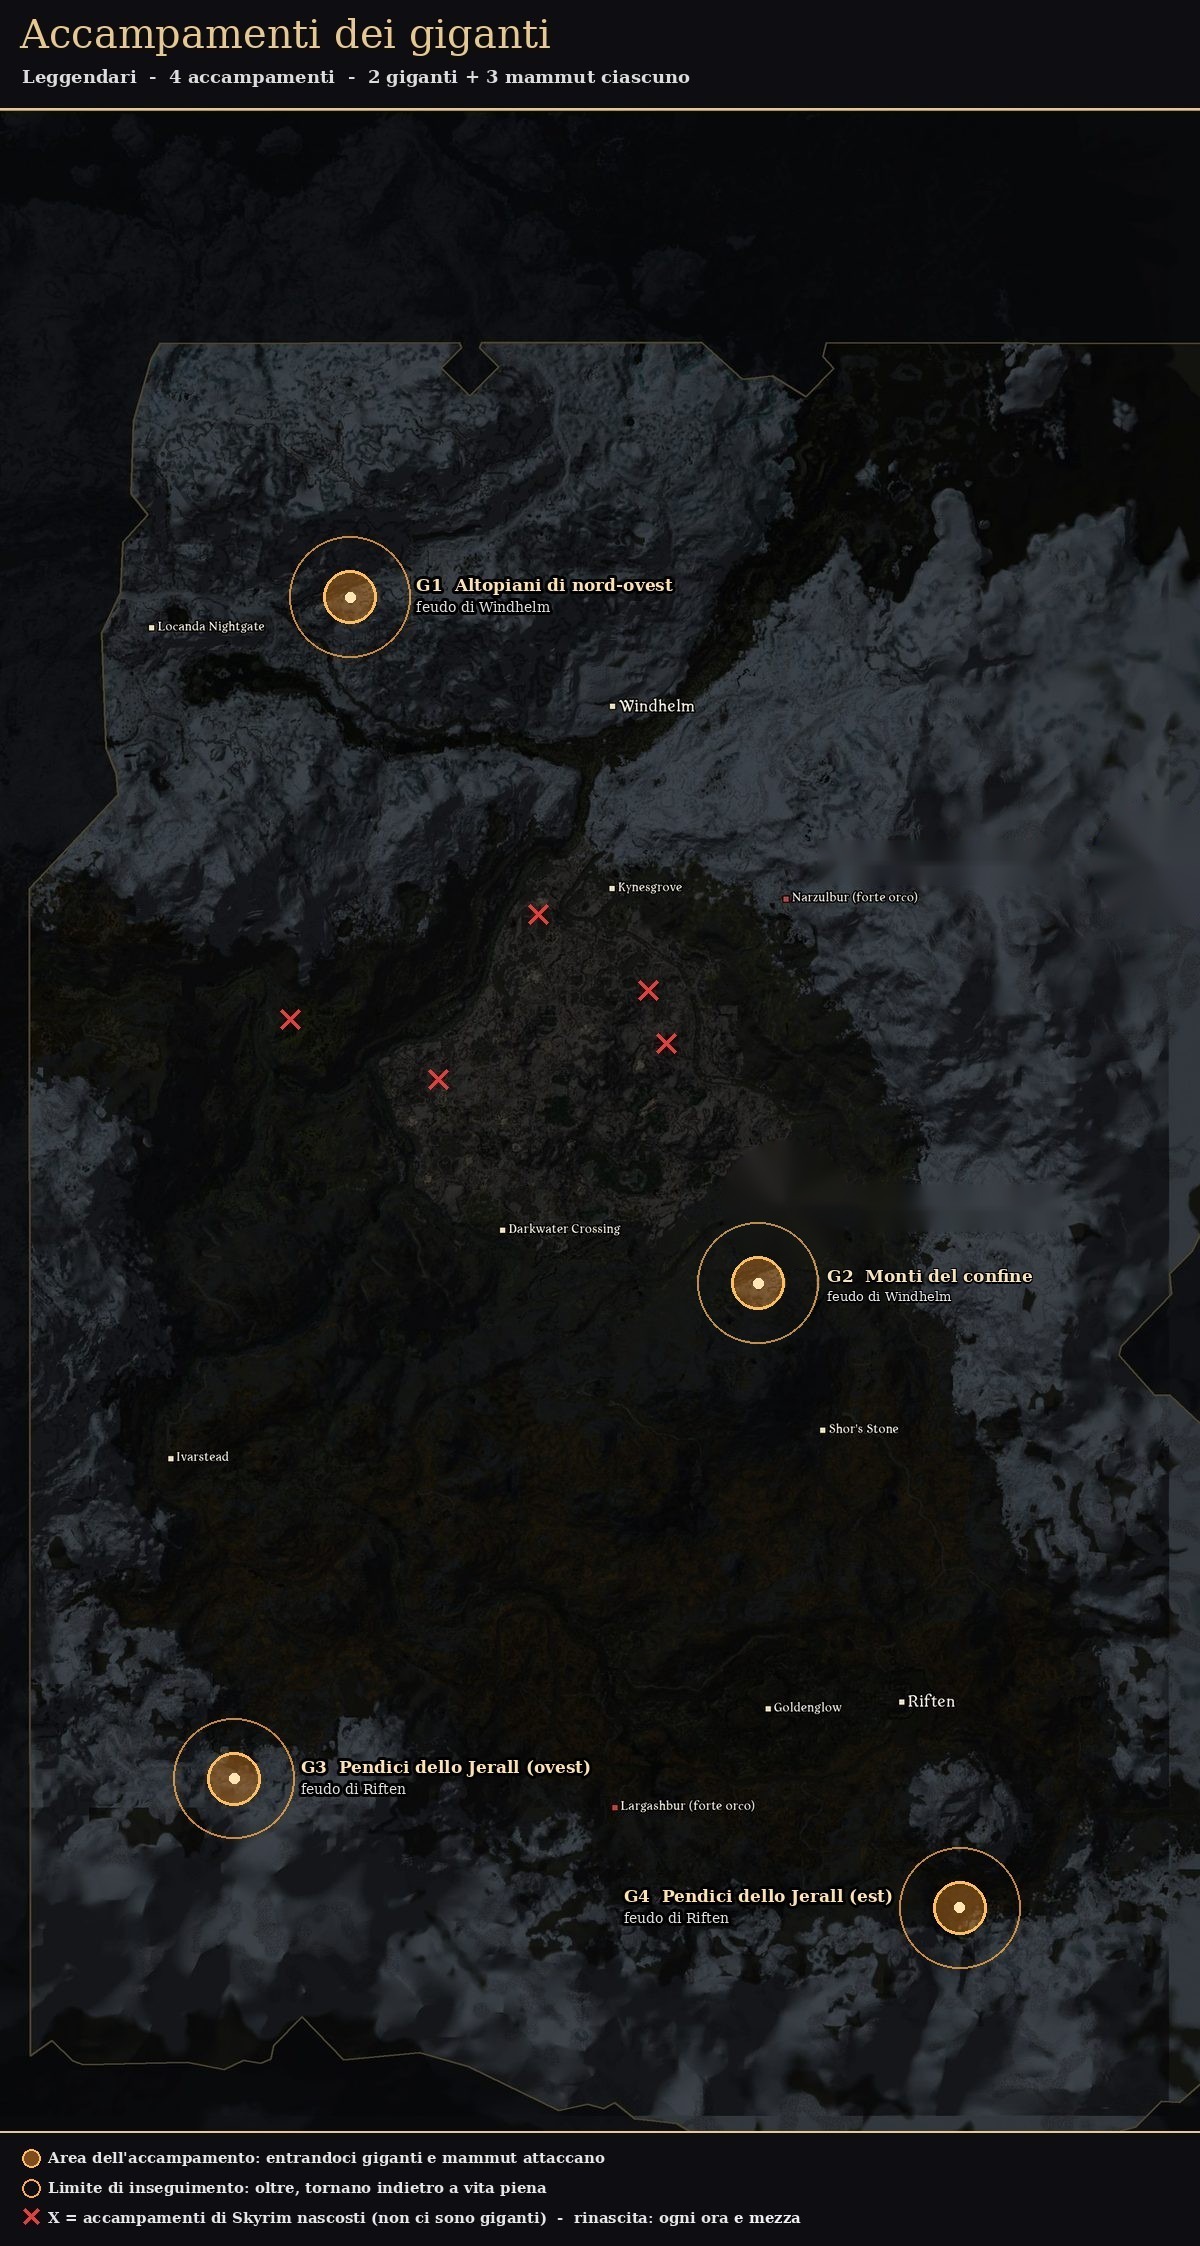 Accampamenti dei giganti
Leggendari - 4 accampamenti - 2 giganti + 3 mammut ciascuno
G1 Altopiani di nord-ovest
feudo di Windhelm
Locanda Nightgate
Windhelm
Kynesgrove
Narzulbur (forte orco)
Darkwater Crossing
G2 Monti del confine
feudo di Windhelm
Shor's Stone
Ivarstead
Riften
Goldenglow
G3 Pendici dello Jerall (ovest)
feudo di Riften
Largashbur (forte orco)
G4 Pendici dello Jerall (est)
feudo di Riften
Area dell'accampamento: entrandoci giganti e mammut attaccano
Limite di inseguimento: oltre, tornano indietro a vita piena
X = accampamenti di Skyrim nascosti (non ci sono giganti) - rinascita: ogni ora e mezza